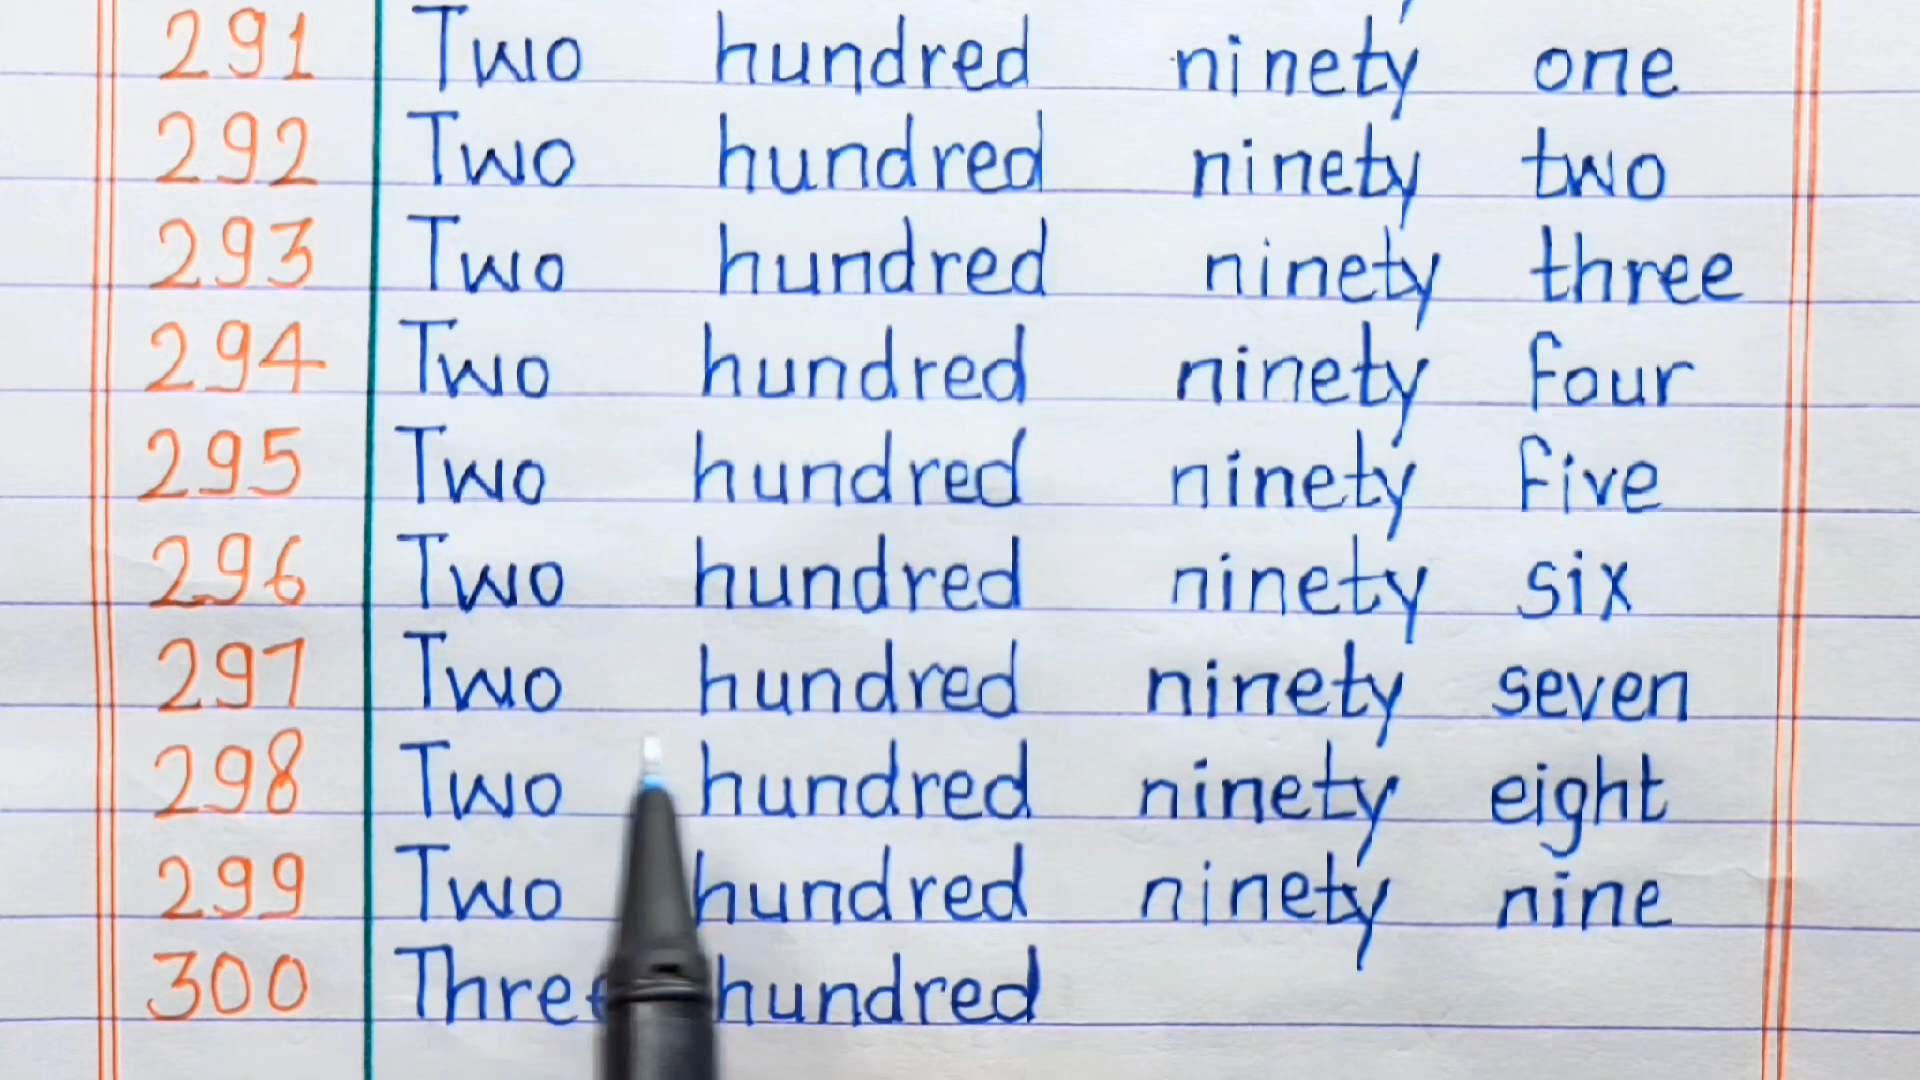 291 Two hundred ninety one
292 Two hundred ninety two
293 Two hundred ninety three
294 Two hundred ninety four
295 Two hundred ninety five
296 Two hundred ninety six
297 Two hundred ninety seven
298 Two hundred ninety eight
299 Two hundred ninety nine
300 Three hundred